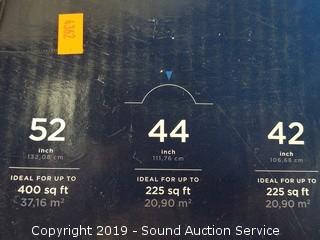 4362
52
inch
132,08 cm
IDEAL FOR UP TO
400 sq ft
37,16 m²
44
inch
111,76 cm
IDEAL FOR UP TO
225 sq ft
20,90 m²
42
inch
106,68 cm
IDEAL FOR UP TO
225 sq ft
20,90 m²
Copyright 2019 - Sound Auction Service